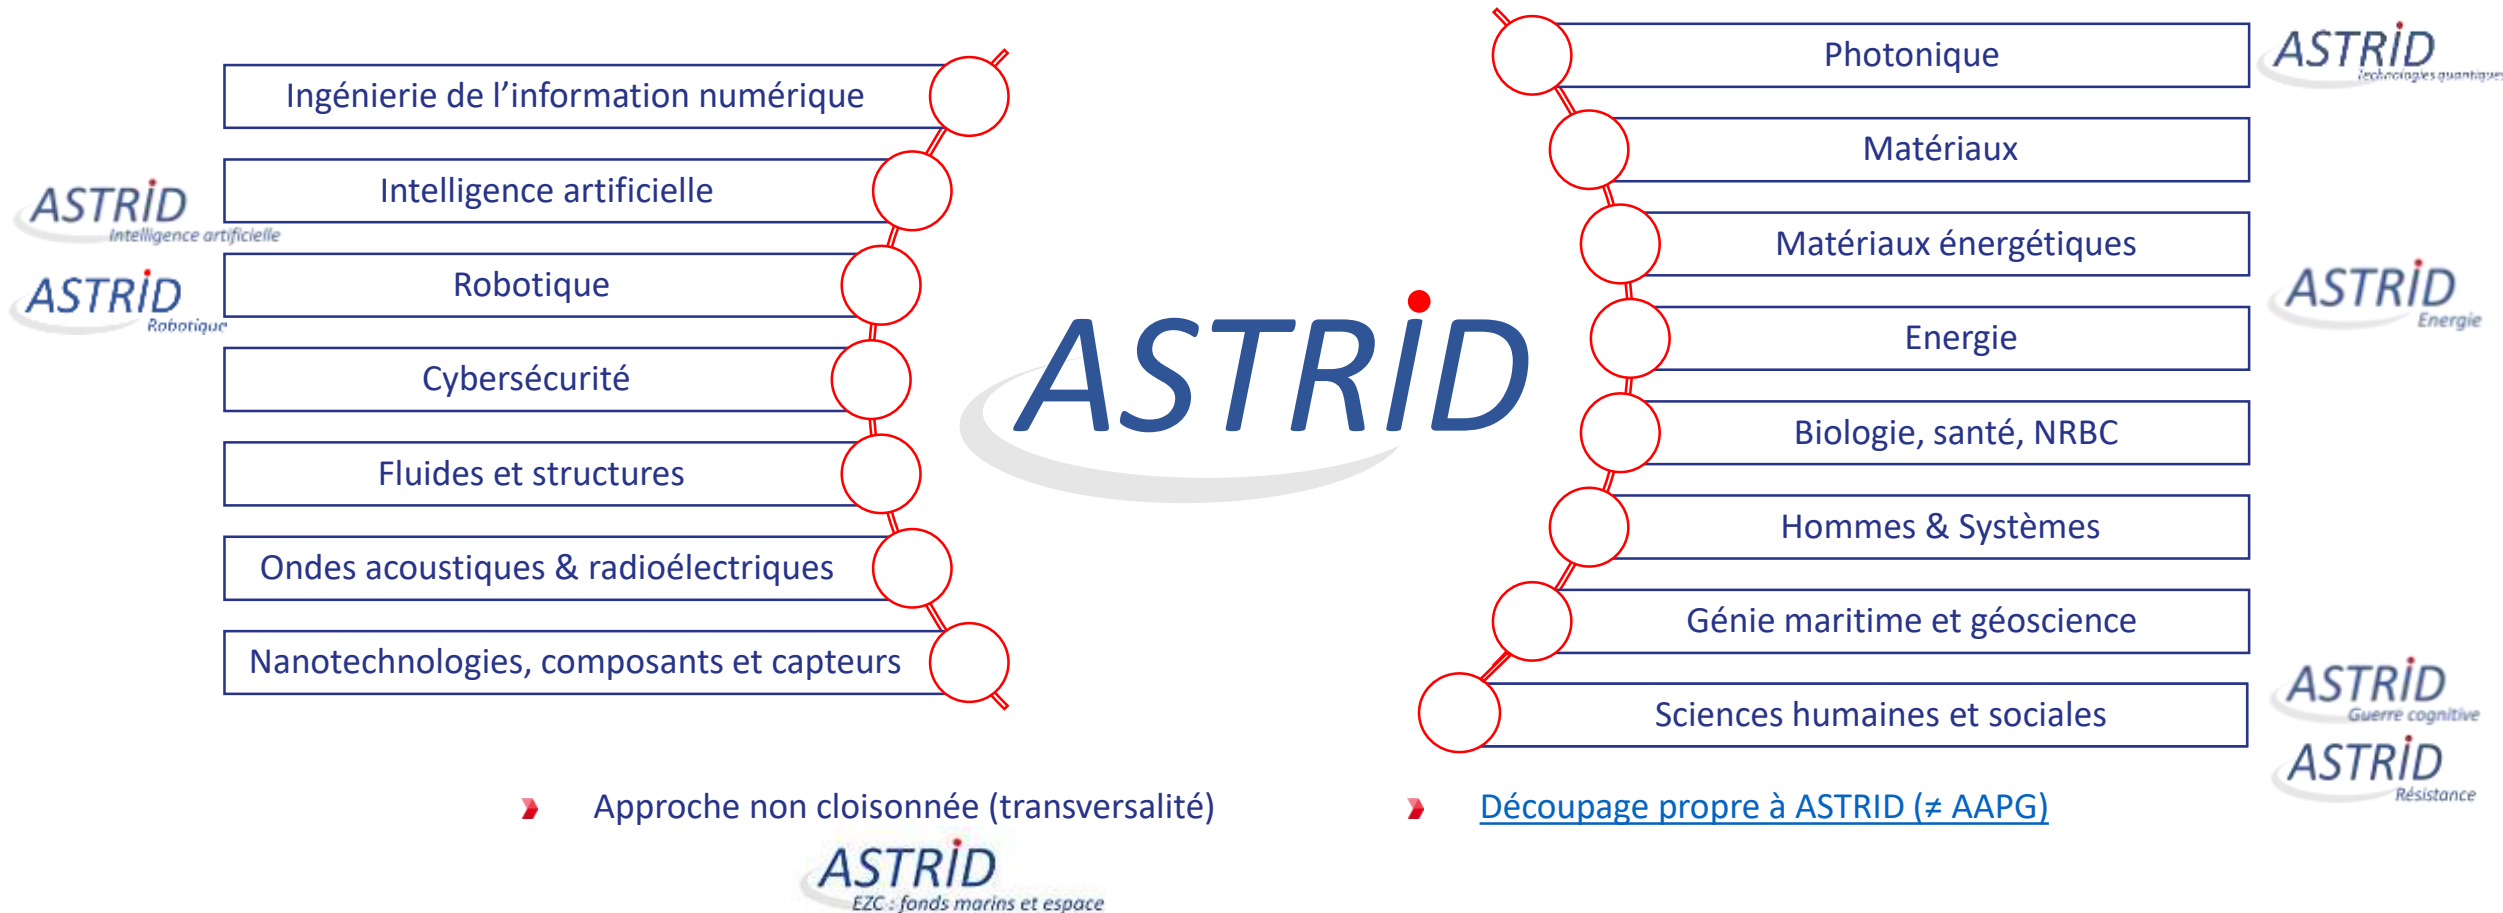 Ingénierie de l'information numérique
Intelligence artificielle
Robotique
Cybersécurité
Fluides et structures
Ondes acoustiques & radioélectriques
Nanotechnologies, composants et capteurs
ASTRID
Intelligence artificielle
ASTRID
Robotique
ASTRID
Photonique
Matériaux
Matériaux énergétiques
Energie
Biologie, santé, NRBC
Hommes & Systèmes
Génie maritime et géoscience
Sciences humaines et sociales
ASTRID
Technologies quantiques
ASTRID
Energie
ASTRID
Guerre cognitive
ASTRID
Résistance
Approche non cloisonnée (transversalité)
Découpage propre à ASTRID (≠ AAPG)
ASTRID
EZC : fonds marins et espace